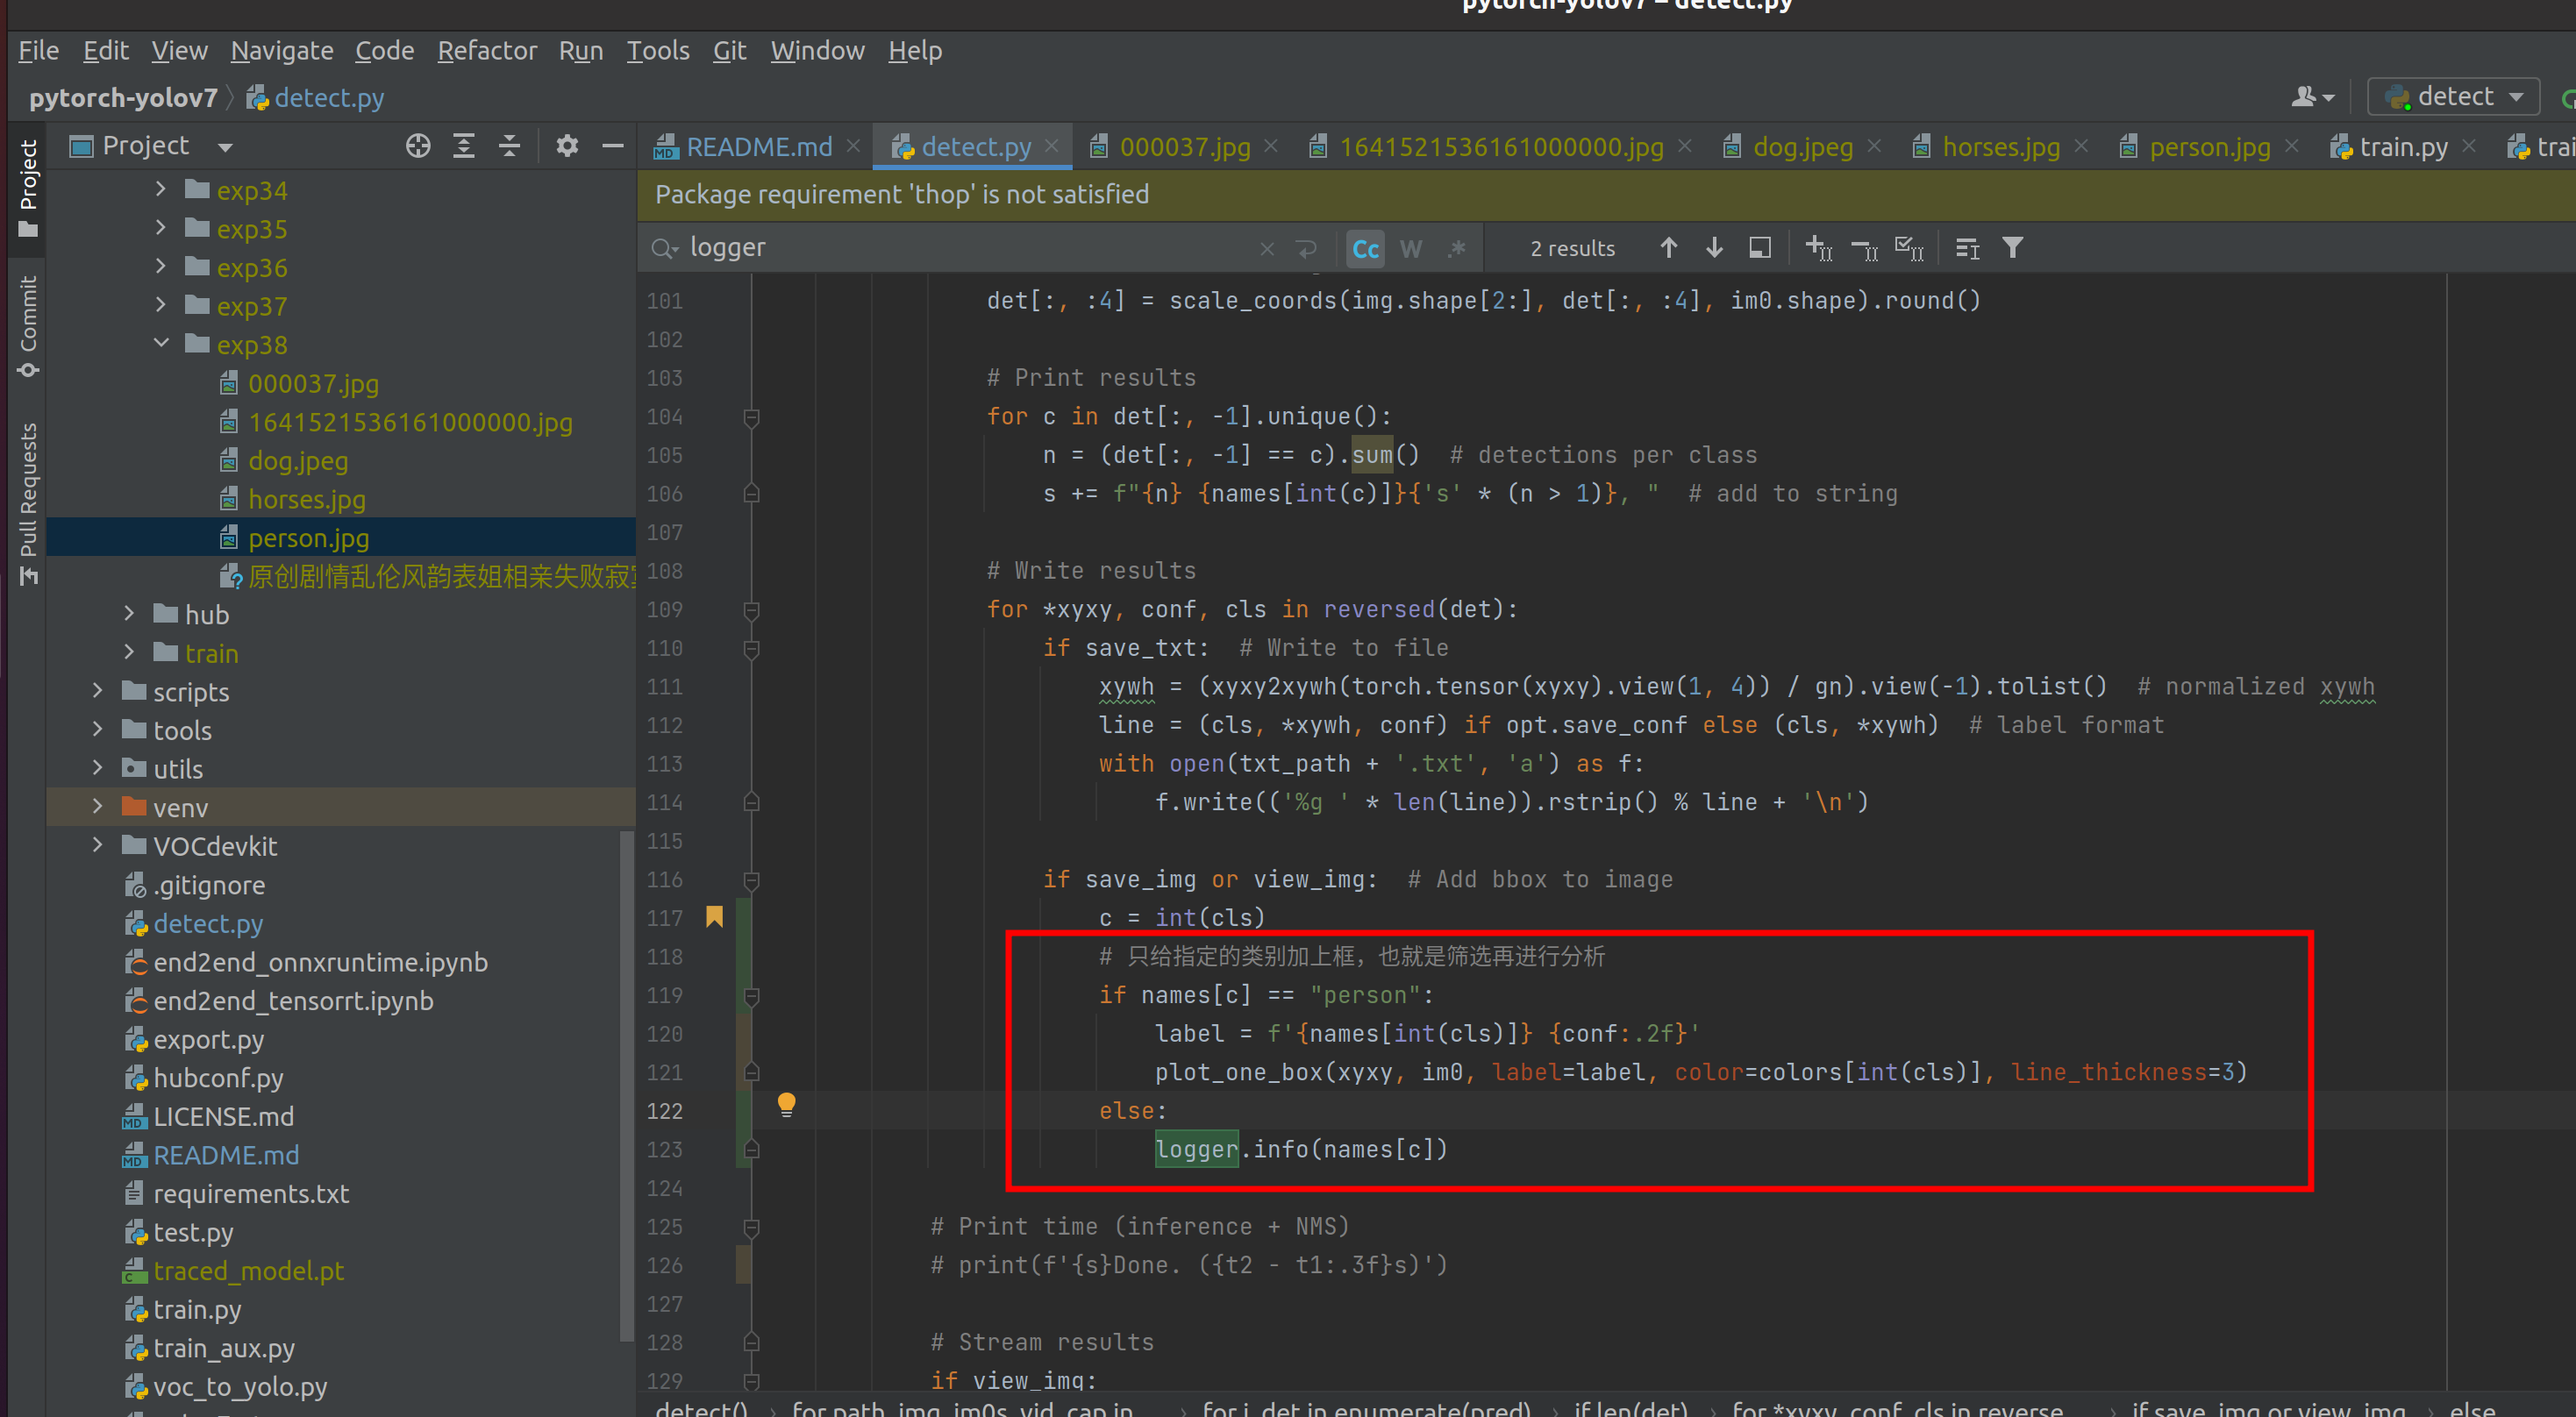 pytorch-yolov7 – detect.py
File Edit View Navigate Code Refactor Run Tools Git Window Help
pytorch-yolov7 detect.py
detect
Project
README.md detect.py 000037.jpg 1641521536161000000.jpg dog.jpeg horses.jpg person.jpg train.py trai
Project
Commit
Pull Requests
exp34
exp35
exp36
exp37
exp38
000037.jpg
1641521536161000000.jpg
dog.jpeg
horses.jpg
person.jpg
原创剧情乱伦风韵表姐相亲失败寂
hub
train
scripts
tools
utils
venv
VOCdevkit
.gitignore
detect.py
end2end_onnxruntime.ipynb
end2end_tensorrt.ipynb
export.py
hubconf.py
LICENSE.md
README.md
requirements.txt
test.py
traced_model.pt
train.py
train_aux.py
voc_to_yolo.py
Package requirement 'thop' is not satisfied
logger Cc W .* 2 results
101 det[:, :4] = scale_coords(img.shape[2:], det[:, :4], im0.shape).round()
102
103 # Print results
104 for c in det[:, -1].unique():
105 n = (det[:, -1] == c).sum()  # detections per class
106 s += f"{n} {names[int(c)]}{'s' * (n > 1)}, "  # add to string
107
108 # Write results
109 for *xyxy, conf, cls in reversed(det):
110 if save_txt:  # Write to file
111 xywh = (xyxy2xywh(torch.tensor(xyxy).view(1, 4)) / gn).view(-1).tolist()  # normalized xywh
112 line = (cls, *xywh, conf) if opt.save_conf else (cls, *xywh)  # label format
113 with open(txt_path + '.txt', 'a') as f:
114 f.write(('%g ' * len(line)).rstrip() % line + '\n')
115
116 if save_img or view_img:  # Add bbox to image
117 c = int(cls)
118 # 只给指定的类别加上框，也就是筛选再进行分析
119 if names[c] == "person":
120 label = f'{names[int(cls)]} {conf:.2f}'
121 plot_one_box(xyxy, im0, label=label, color=colors[int(cls)], line_thickness=3)
122 else:
123 logger.info(names[c])
124
125 # Print time (inference + NMS)
126 # print(f'{s}Done. ({t2 - t1:.3f}s)')
127
128 # Stream results
129 if view_img:
detect() for path, img, im0s, vid_cap in ... for i, det in enumerate(pred) if len(det) for *xyxy, conf, cls in reverse... if save_img or view_img else